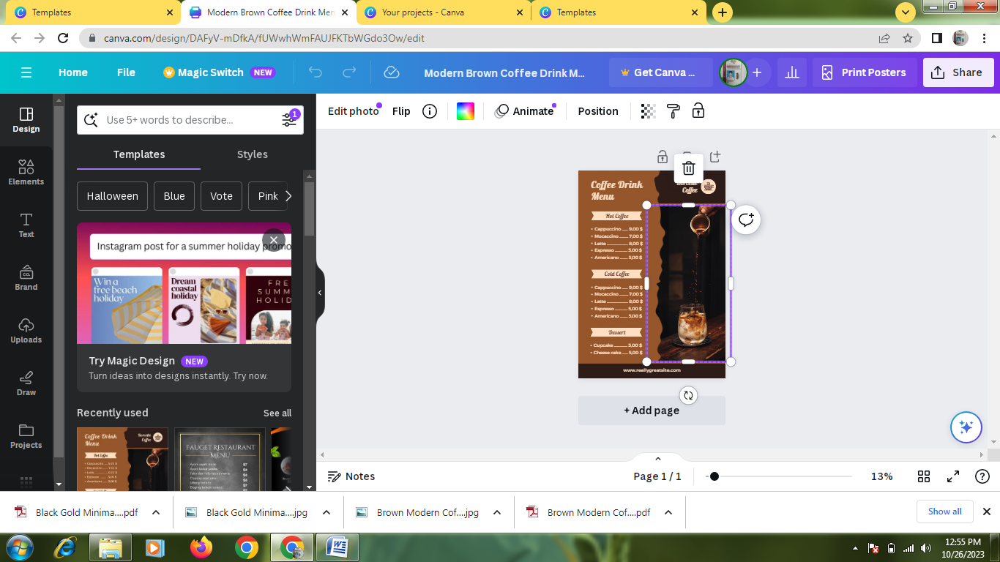 Templates
Modern Brown Coffee Drink Men
Your projects - Canva
Templates
canva.com/design/DAFyV-mDfkA/fUWwhWmFAUJFKTbWGdo3Ow/edit
Home
File
Magic Switch
NEW
Modern Brown Coffee Drink M...
Get Canva ...
Print Posters
Share
Design
Elements
Text
Brand
Uploads
Draw
Projects
Use 5+ words to describe...
1
Templates
Styles
Halloween
Blue
Vote
Pink
Instagram post for a summer holiday promo
Win a
free beach
holiday
Dream
coastal
holiday
FRE
SUMM
HOLID
Try Magic Design NEW
Turn ideas into designs instantly. Try now.
Recently used
See all
Coffee Drink
Menu
Barcelle
Coffee
Hot Coffee
FAUGET RESTAURANT
MENU
Edit photo
Flip
Animate
Position
Coffee Drink
Menu
Coffee
Hot Coffee
• Cappuccino ...... 9,00 $
• Mocaccino ....... 7,00 $
• Latte .................. 8,00 $
• Espresso .......... 5,00 $
• Americano ...... 5,00 $
Cold Coffee
• Cappuccino ...... 9,00 $
• Mocaccino ....... 7,00 $
• Latte .................. 8,00 $
• Espresso .......... 5,00 $
• Americano ...... 5,00 $
Dessert
• Cupcake ........... 5,00 $
• Cheese cake .... 5,00 $
www.reallygreatsite.com
+ Add page
Notes
Page 1 / 1
13%
Black Gold Minima....pdf
Black Gold Minima....jpg
Brown Modern Cof....jpg
Brown Modern Cof....pdf
Show all
12:55 PM
10/26/2023